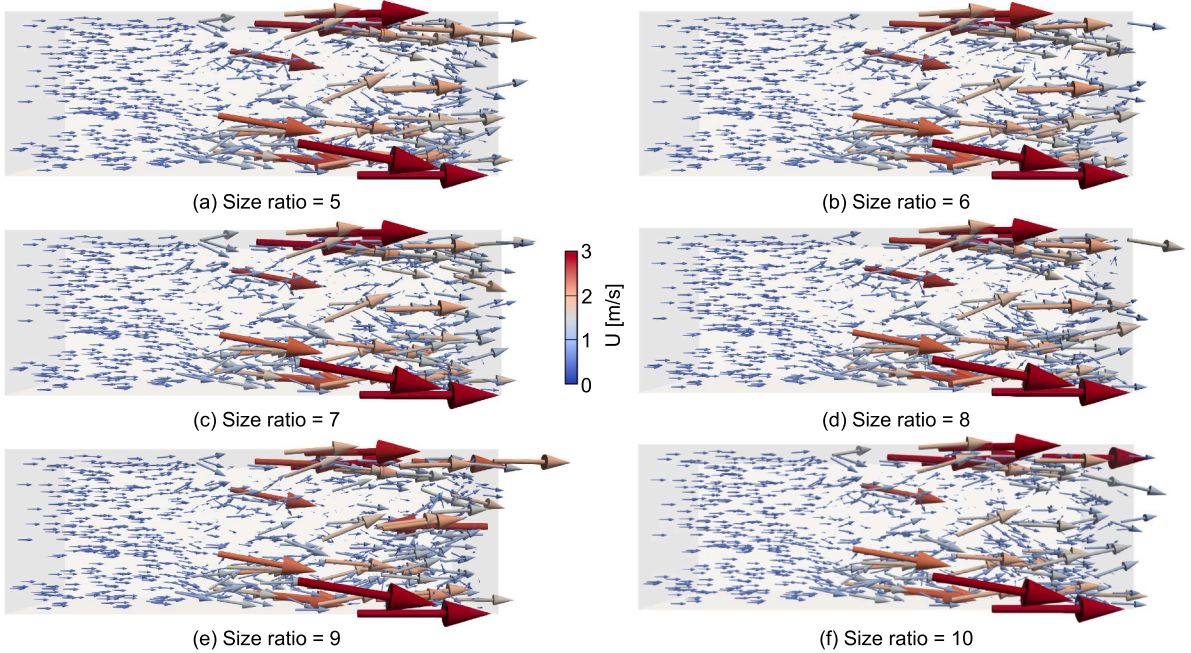 (a) Size ratio = 5
(b) Size ratio = 6
3
2
1
0
U [m/s]
(c) Size ratio = 7
(d) Size ratio = 8
(e) Size ratio = 9
(f) Size ratio = 10